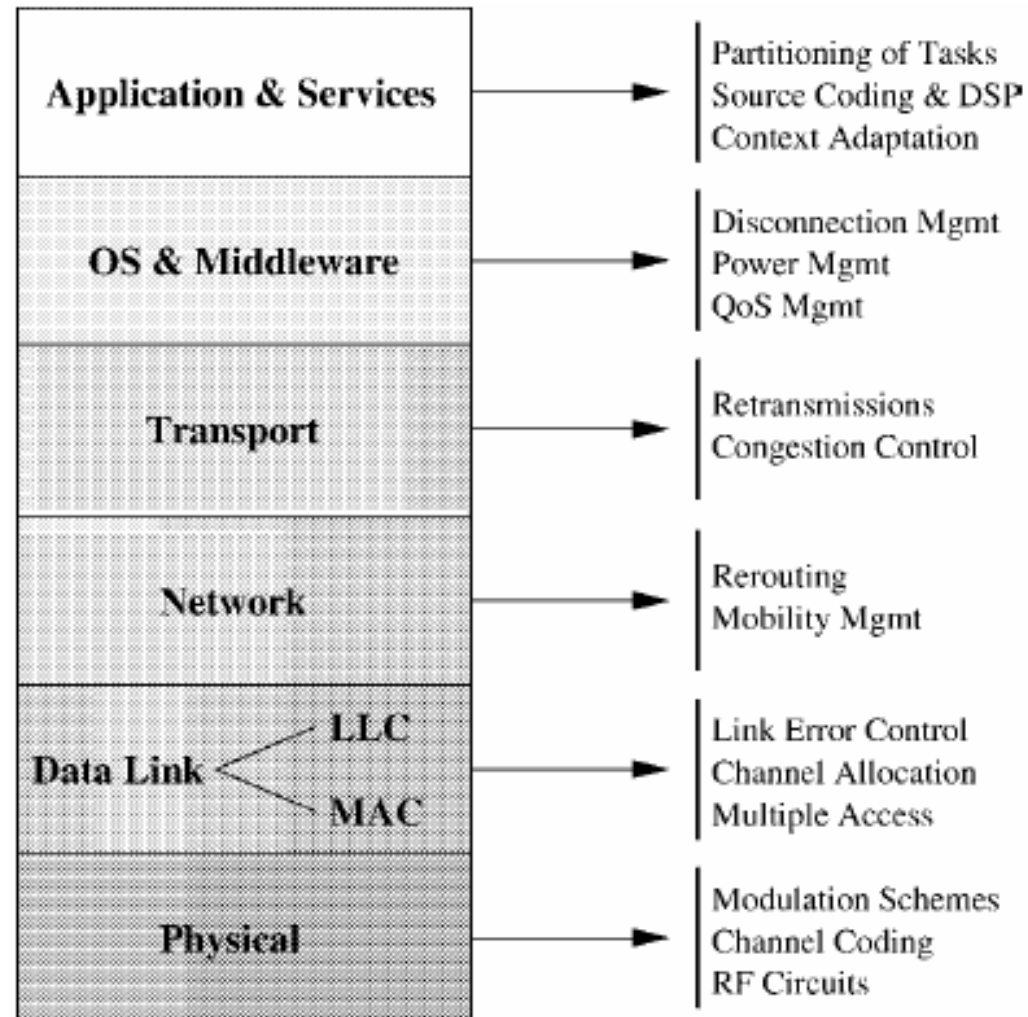 Application & Services
Partitioning of Tasks
Source Coding & DSP
Context Adaptation
OS & Middleware
Disconnection Mgmt
Power Mgmt
QoS Mgmt
Transport
Retransmissions
Congestion Control
Network
Rerouting
Mobility Mgmt
Data Link
LLC
MAC
Link Error Control
Channel Allocation
Multiple Access
Physical
Modulation Schemes
Channel Coding
RF Circuits